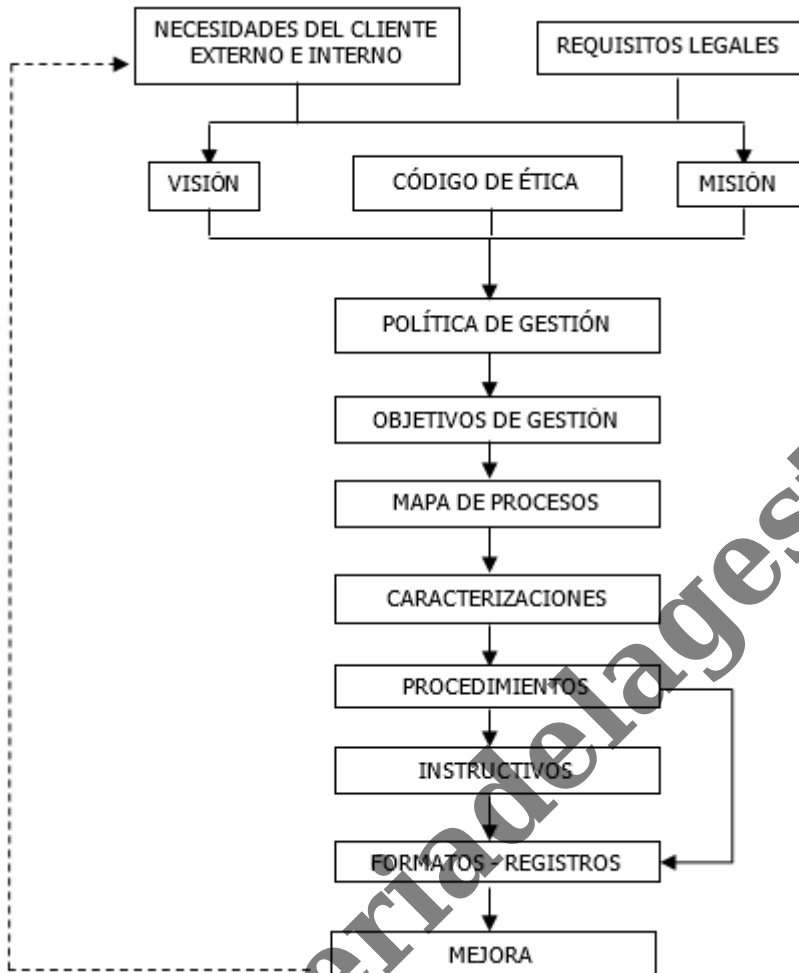 NECESIDADES DEL CLIENTE
EXTERNO E INTERNO
REQUISITOS LEGALES
VISIÓN
CÓDIGO DE ÉTICA
MISIÓN
POLÍTICA DE GESTIÓN
OBJETIVOS DE GESTIÓN
MAPA DE PROCESOS
CARACTERIZACIONES
PROCEDIMIENTOS
INSTRUCTIVOS
FORMATOS - REGISTROS
MEJORA